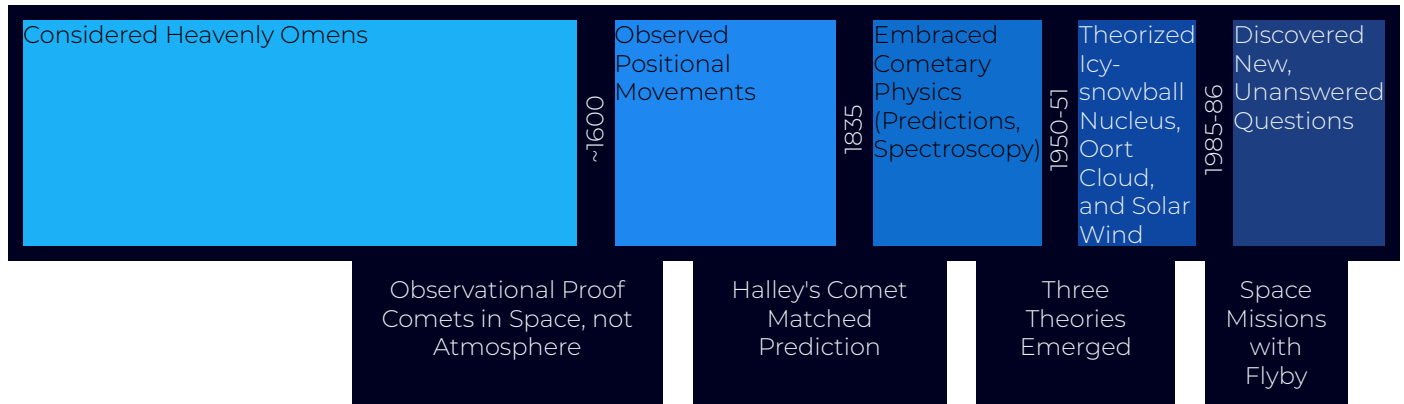 Considered Heavenly Omens
~1600
Observed
Positional
Movements
1835
Embraced
Cometary
Physics
(Predictions,
Spectroscopy)
1950-51
Theorized
Icy-
snowball
Nucleus,
Oort
Cloud,
and Solar
Wind
1985-86
Discovered
New,
Unanswered
Questions
Observational Proof
Comets in Space, not
Atmosphere
Halley's Comet
Matched
Prediction
Three
Theories
Emerged
Space
Missions
with
Flyby